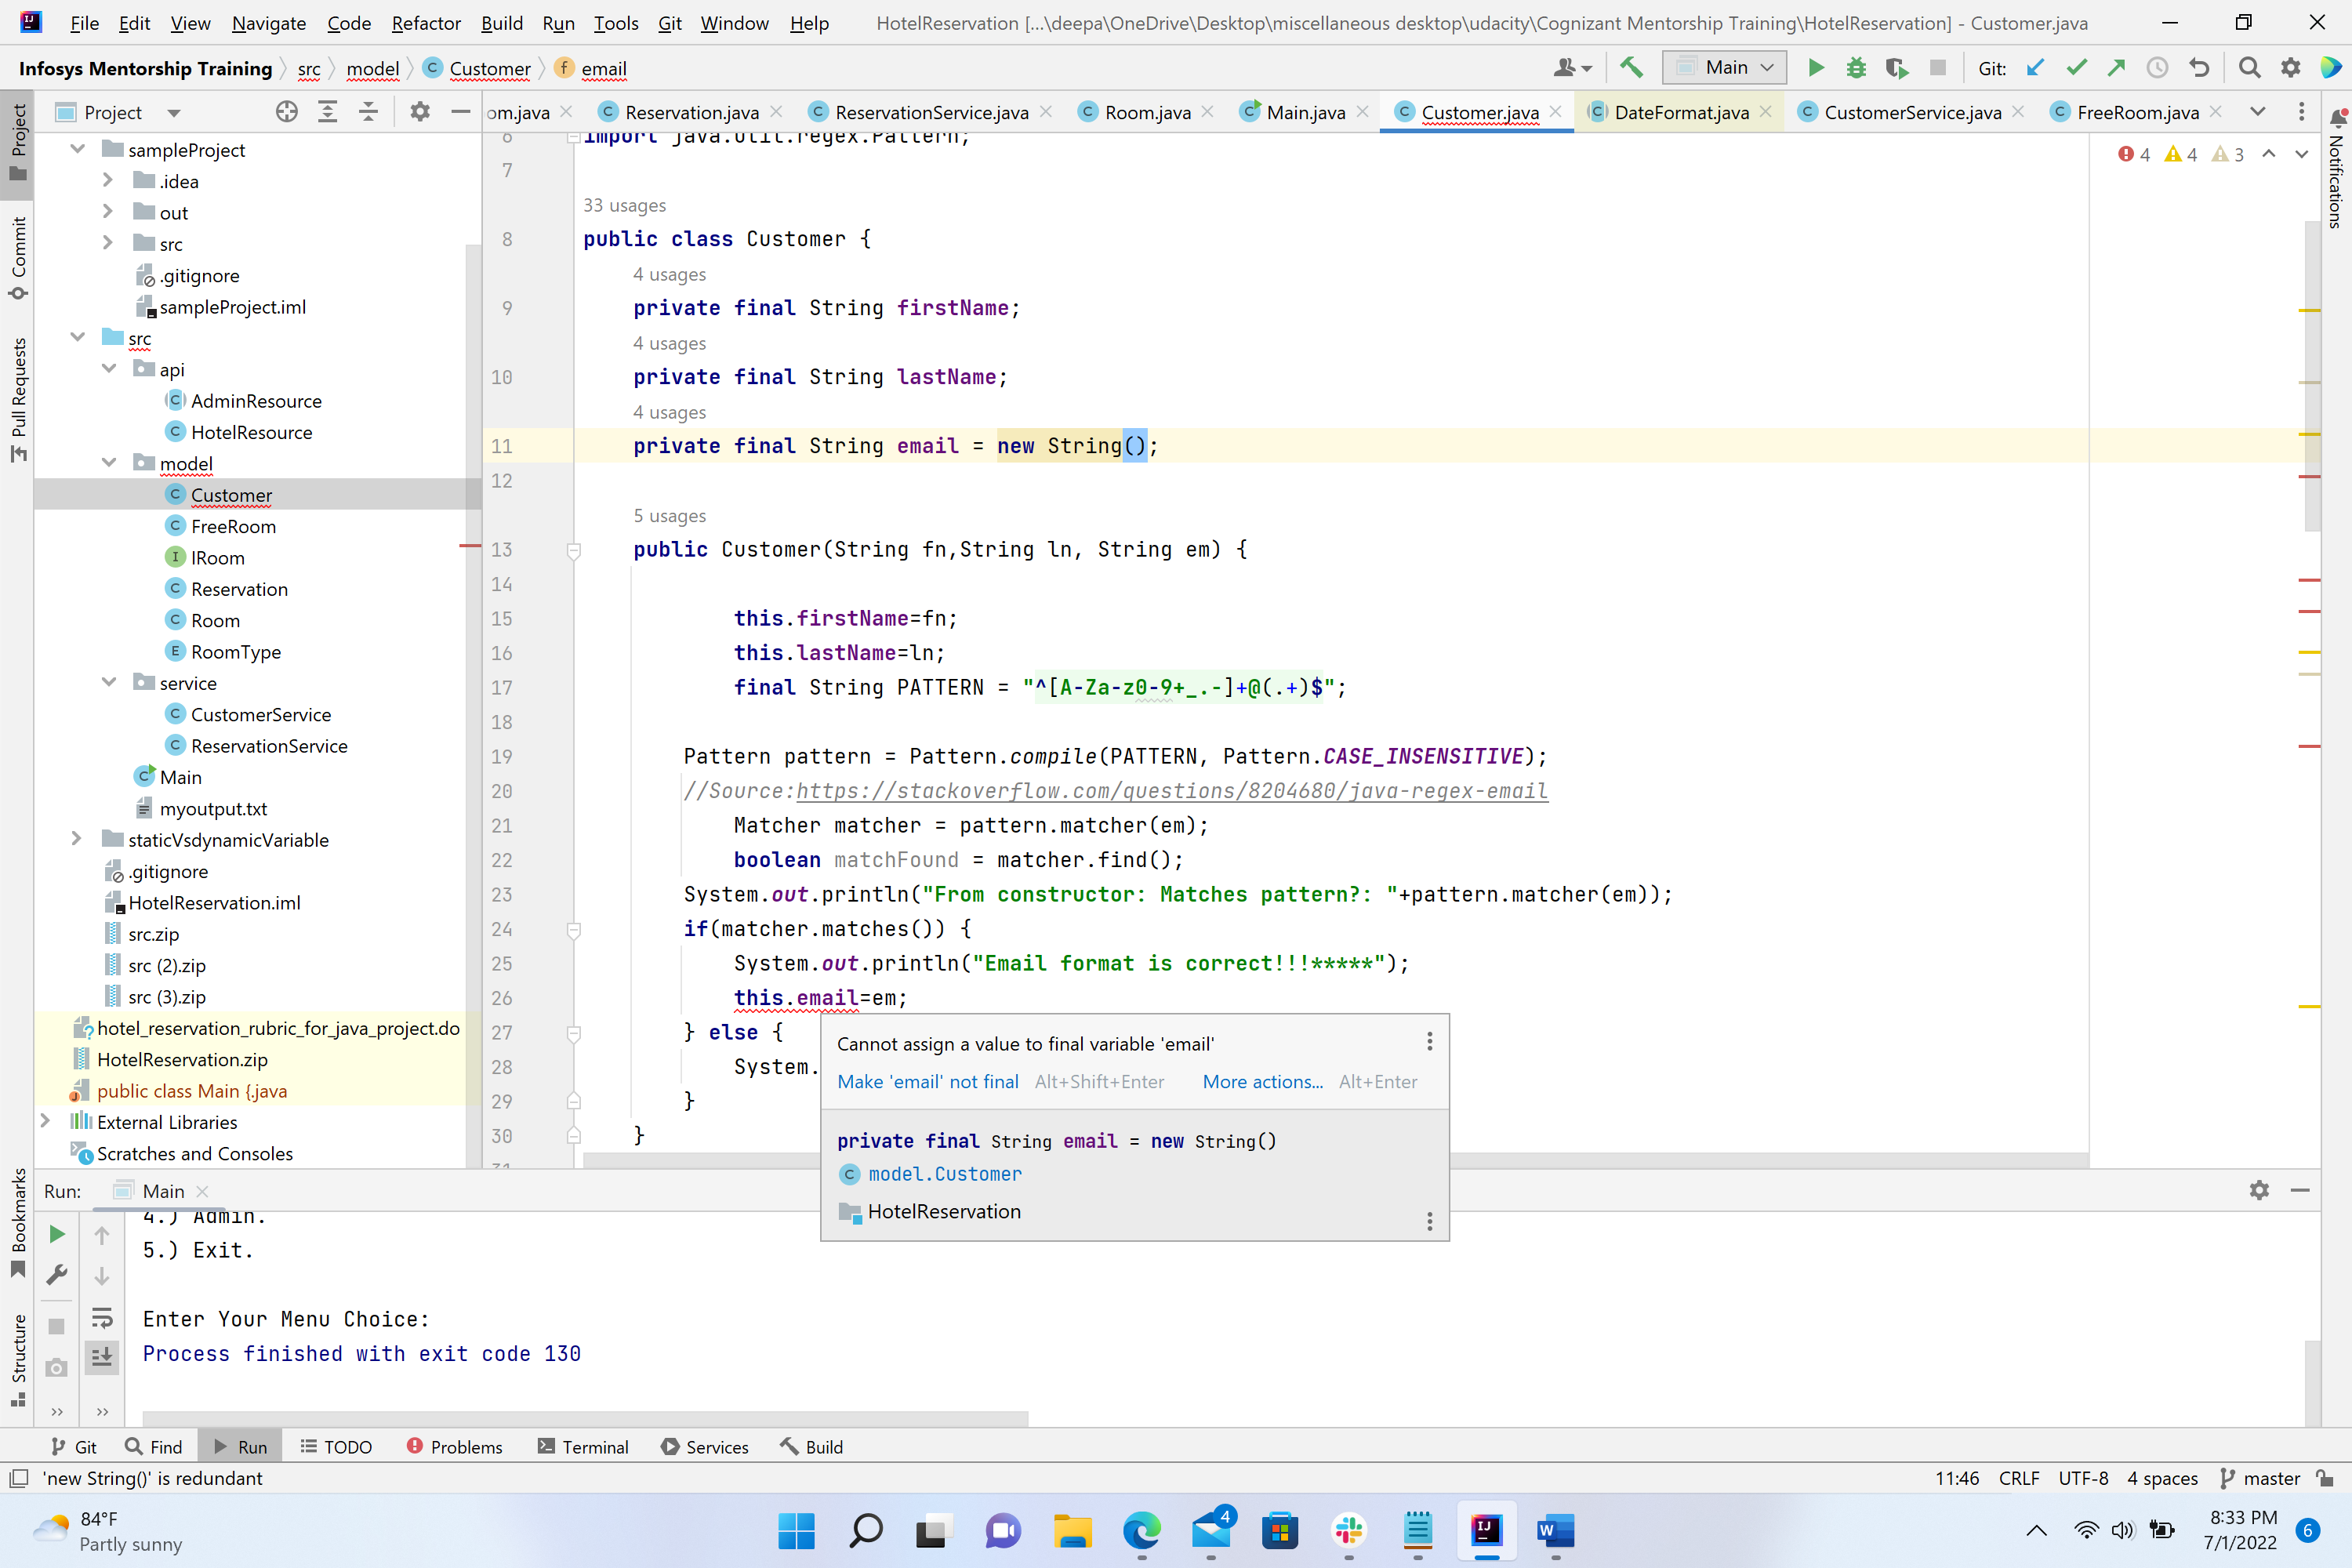 File Edit View Navigate Code Refactor Build Run Tools Git Window Help HotelReservation [...\deepa\OneDrive\Desktop\miscellaneous desktop\udacity\Cognizant Mentorship Training\HotelReservation] - Customer.java
Infosys Mentorship Training src model Customer email Main Git:
Project om.java Reservation.java ReservationService.java Room.java Main.java Customer.java DateFormat.java CustomerService.java FreeRoom.java
Project
Commit
Pull Requests
Bookmarks
Structure
Notifications
sampleProject
.idea
out
src
.gitignore
sampleProject.iml
src
api
AdminResource
HotelResource
model
Customer
FreeRoom
IRoom
Reservation
Room
RoomType
service
CustomerService
ReservationService
Main
myoutput.txt
staticVsdynamicVariable
.gitignore
HotelReservation.iml
src.zip
src (2).zip
src (3).zip
hotel_reservation_rubric_for_java_project.do
HotelReservation.zip
public class Main {.java
External Libraries
Scratches and Consoles
4 4 3
6 import java.util.regex.Pattern;
7
33 usages
8 public class Customer {
4 usages
9 private final String firstName;
4 usages
10 private final String lastName;
4 usages
11 private final String email = new String();
12
5 usages
13 public Customer(String fn,String ln, String em) {
14
15 this.firstName=fn;
16 this.lastName=ln;
17 final String PATTERN = "^[A-Za-z0-9+_.-]+@(.+)$";
18
19 Pattern pattern = Pattern.compile(PATTERN, Pattern.CASE_INSENSITIVE);
20 //Source:https://stackoverflow.com/questions/8204680/java-regex-email
21 Matcher matcher = pattern.matcher(em);
22 boolean matchFound = matcher.find();
23 System.out.println("From constructor: Matches pattern?: "+pattern.matcher(em));
24 if(matcher.matches()) {
25 System.out.println("Email format is correct!!!*****");
26 this.email=em;
27 } else {
28 System.
29 }
30 }
Cannot assign a value to final variable 'email'
Make 'email' not final Alt+Shift+Enter More actions... Alt+Enter
private final String email = new String()
model.Customer
HotelReservation
Run: Main
4.) Admin.
5.) Exit.
Enter Your Menu Choice:
Process finished with exit code 130
Git Find Run TODO Problems Terminal Services Build
'new String()' is redundant 11:46 CRLF UTF-8 4 spaces master
84°F
Partly sunny
4
8:33 PM
7/1/2022
6